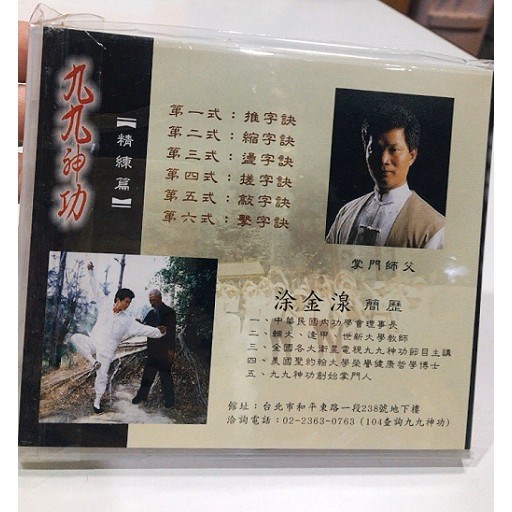 九九神功
【精練篇】
第一式：推字訣
第二式：縮字訣
第三式：盪字訣
第四式：搓字訣
第五式：敲字訣
第六式：擊字訣
掌門師父
涂金湶 簡歷
一、中華民國內功學會理事長
二、輔大、逢甲、世新大學教師
三、全國各大衛星電視九九神功節目主講
四、美國聖約翰大學榮譽健康哲學博士
五、九九神功創始掌門人
館址：台北市和平東路一段238號地下樓
洽詢電話：02-2363-0763（104查詢九九神功）